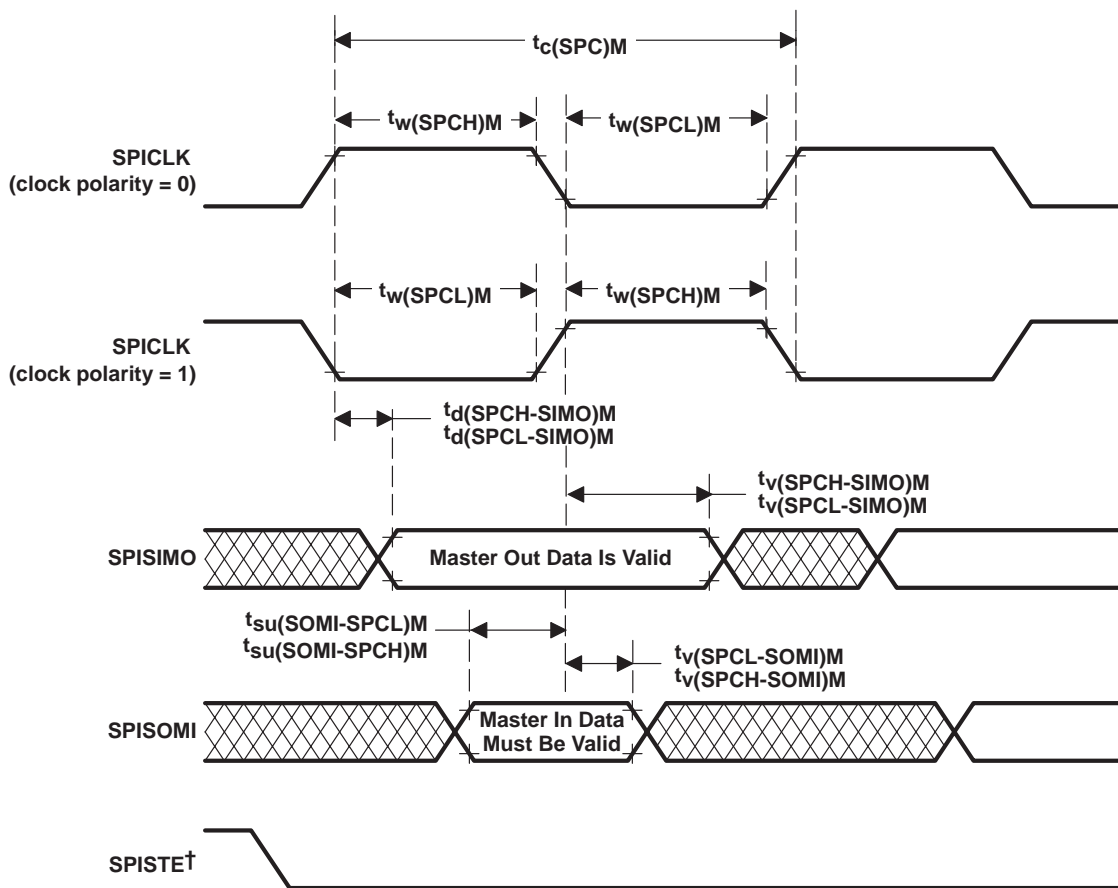 tc(SPC)M
tw(SPCH)M
tw(SPCL)M
SPICLK
(clock polarity = 0)
tw(SPCL)M
tw(SPCH)M
SPICLK
(clock polarity = 1)
td(SPCH-SIMO)M
td(SPCL-SIMO)M
tv(SPCH-SIMO)M
tv(SPCL-SIMO)M
SPISIMO
Master Out Data Is Valid
tsu(SOMI-SPCL)M
tsu(SOMI-SPCH)M
tv(SPCL-SOMI)M
tv(SPCH-SOMI)M
SPISOMI
Master In Data
Must Be Valid
SPISTE†